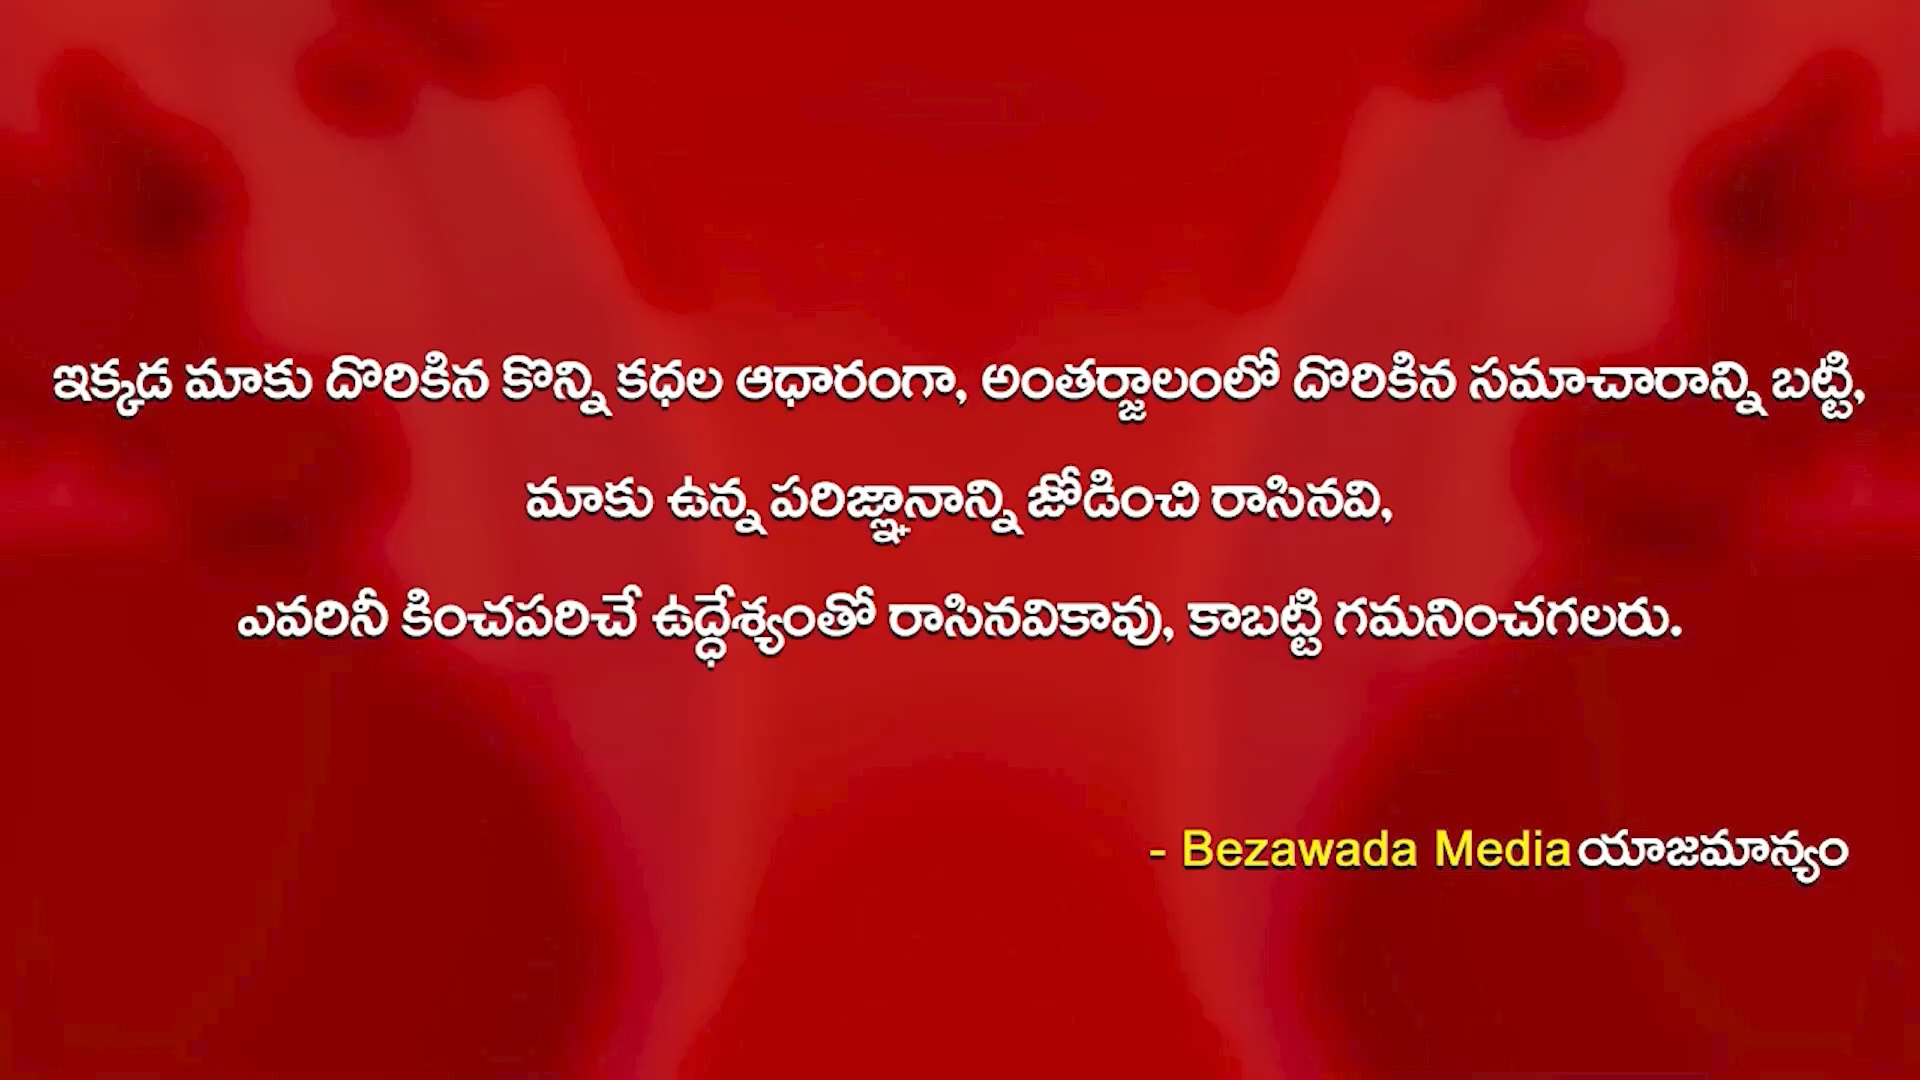 ఇక్కడ మాకు దొరికిన కొన్ని కధల ఆధారంగా, అంతర్జాలంలో దొరికిన సమాచారాన్ని బట్టి,
మాకు ఉన్న పరిజ్ఞానాన్ని జోడించి రాసినవి,
ఎవరినీ కించపరిచే ఉద్ధేశ్యంతో రాసినవికావు, కాబట్టి గమనించగలరు.
- Bezawada Media యాజమాన్యం